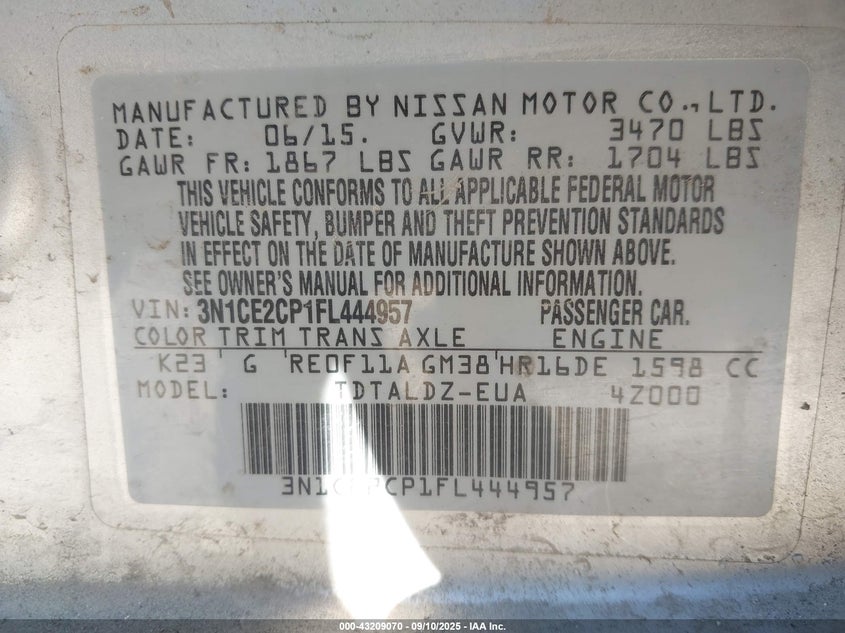 MANUFACTURED BY NISSAN MOTOR CO., LTD.
DATE: 06/15. GVWR: 3470 LBS
GAWR FR: 1867 LBS GAWR RR: 1704 LBS
THIS VEHICLE CONFORMS TO ALL APPLICABLE FEDERAL MOTOR
VEHICLE SAFETY, BUMPER AND THEFT PREVENTION STANDARDS
IN EFFECT ON THE DATE OF MANUFACTURE SHOWN ABOVE.
SEE OWNER'S MANUAL FOR ADDITIONAL INFORMATION.
VIN: 3N1CE2CP1FL444957 PASSENGER CAR.
COLOR TRIM TRANS AXLE ENGINE
K23 G RE0F11A GM38 HR16DE 1598 CC
MODEL: TDTALDZ-EUA 4Z000
3N1CE2CP1FL444957
000-43209070 - 09/10/2025 - IAA Inc.